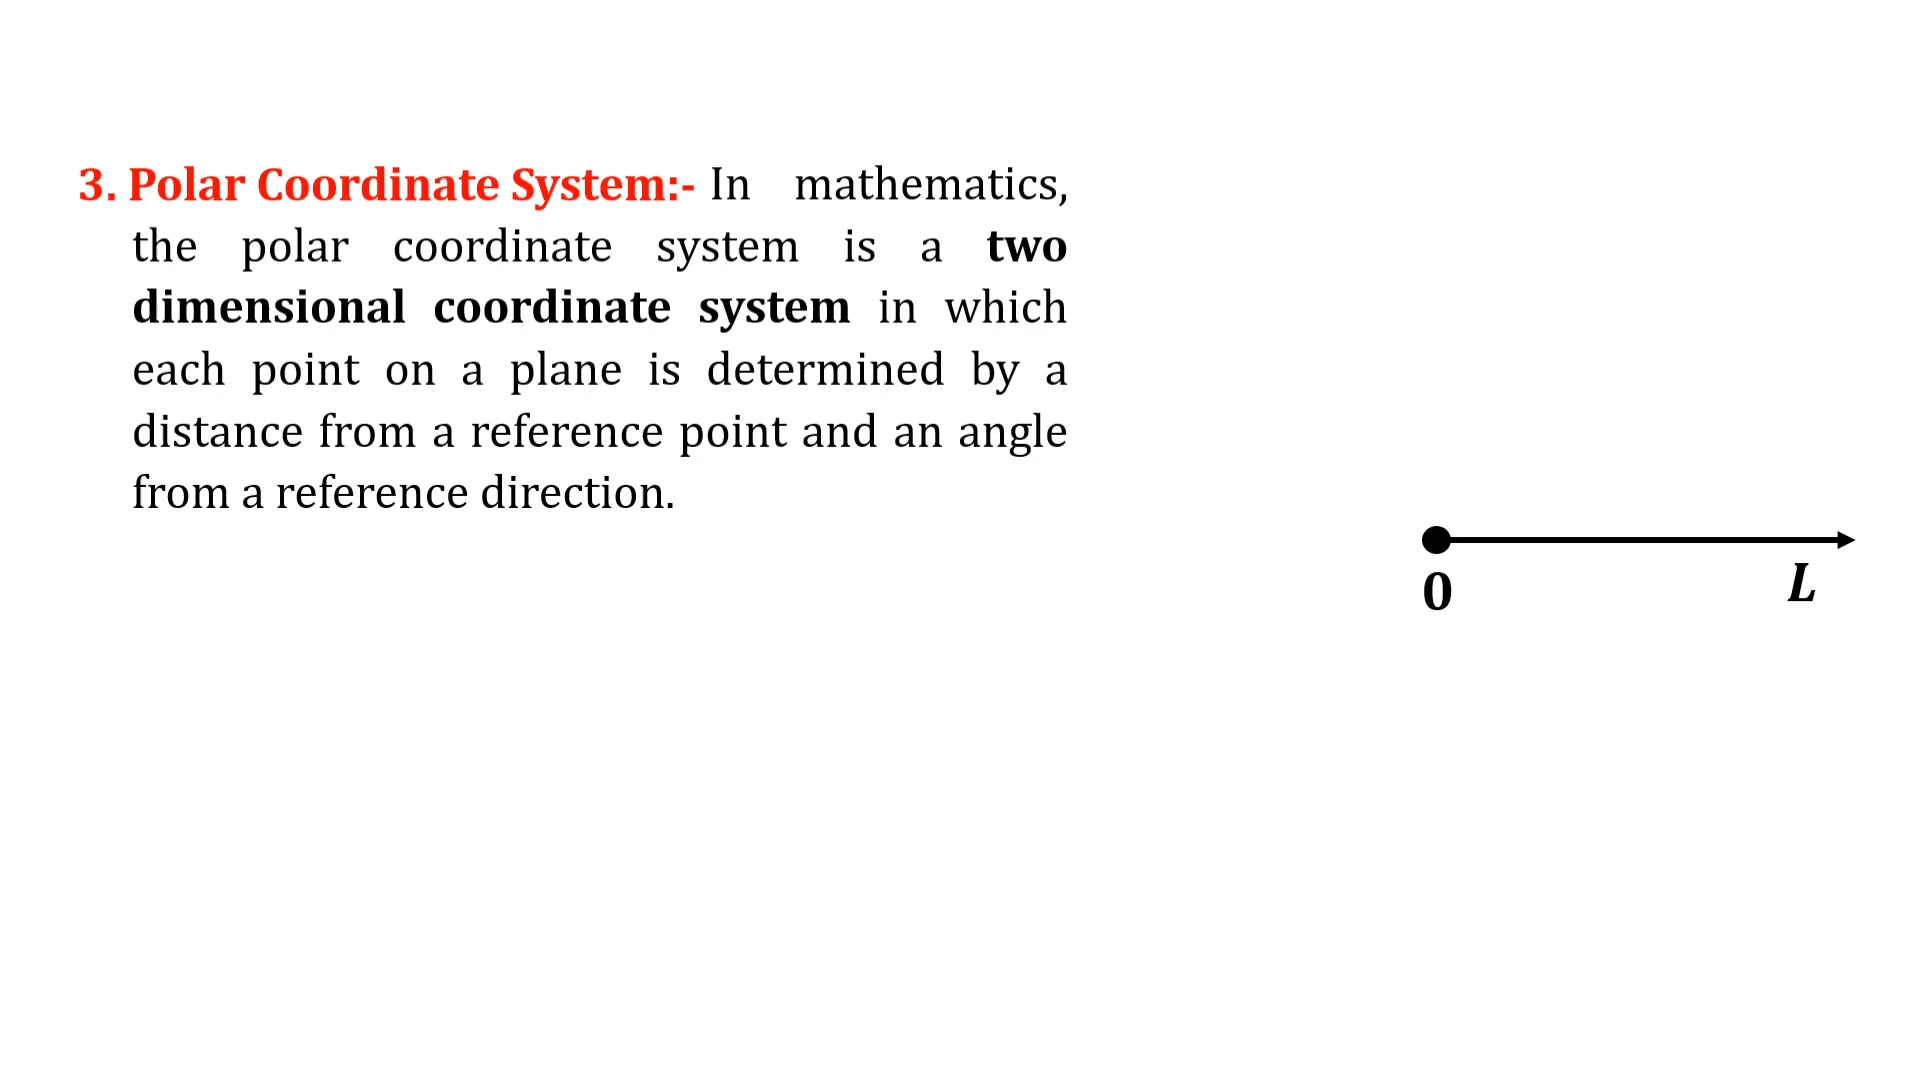 3. Polar Coordinate System:- In mathematics,
the polar coordinate system is a two
dimensional coordinate system in which
each point on a plane is determined by a
distance from a reference point and an angle
from a reference direction.
0
L